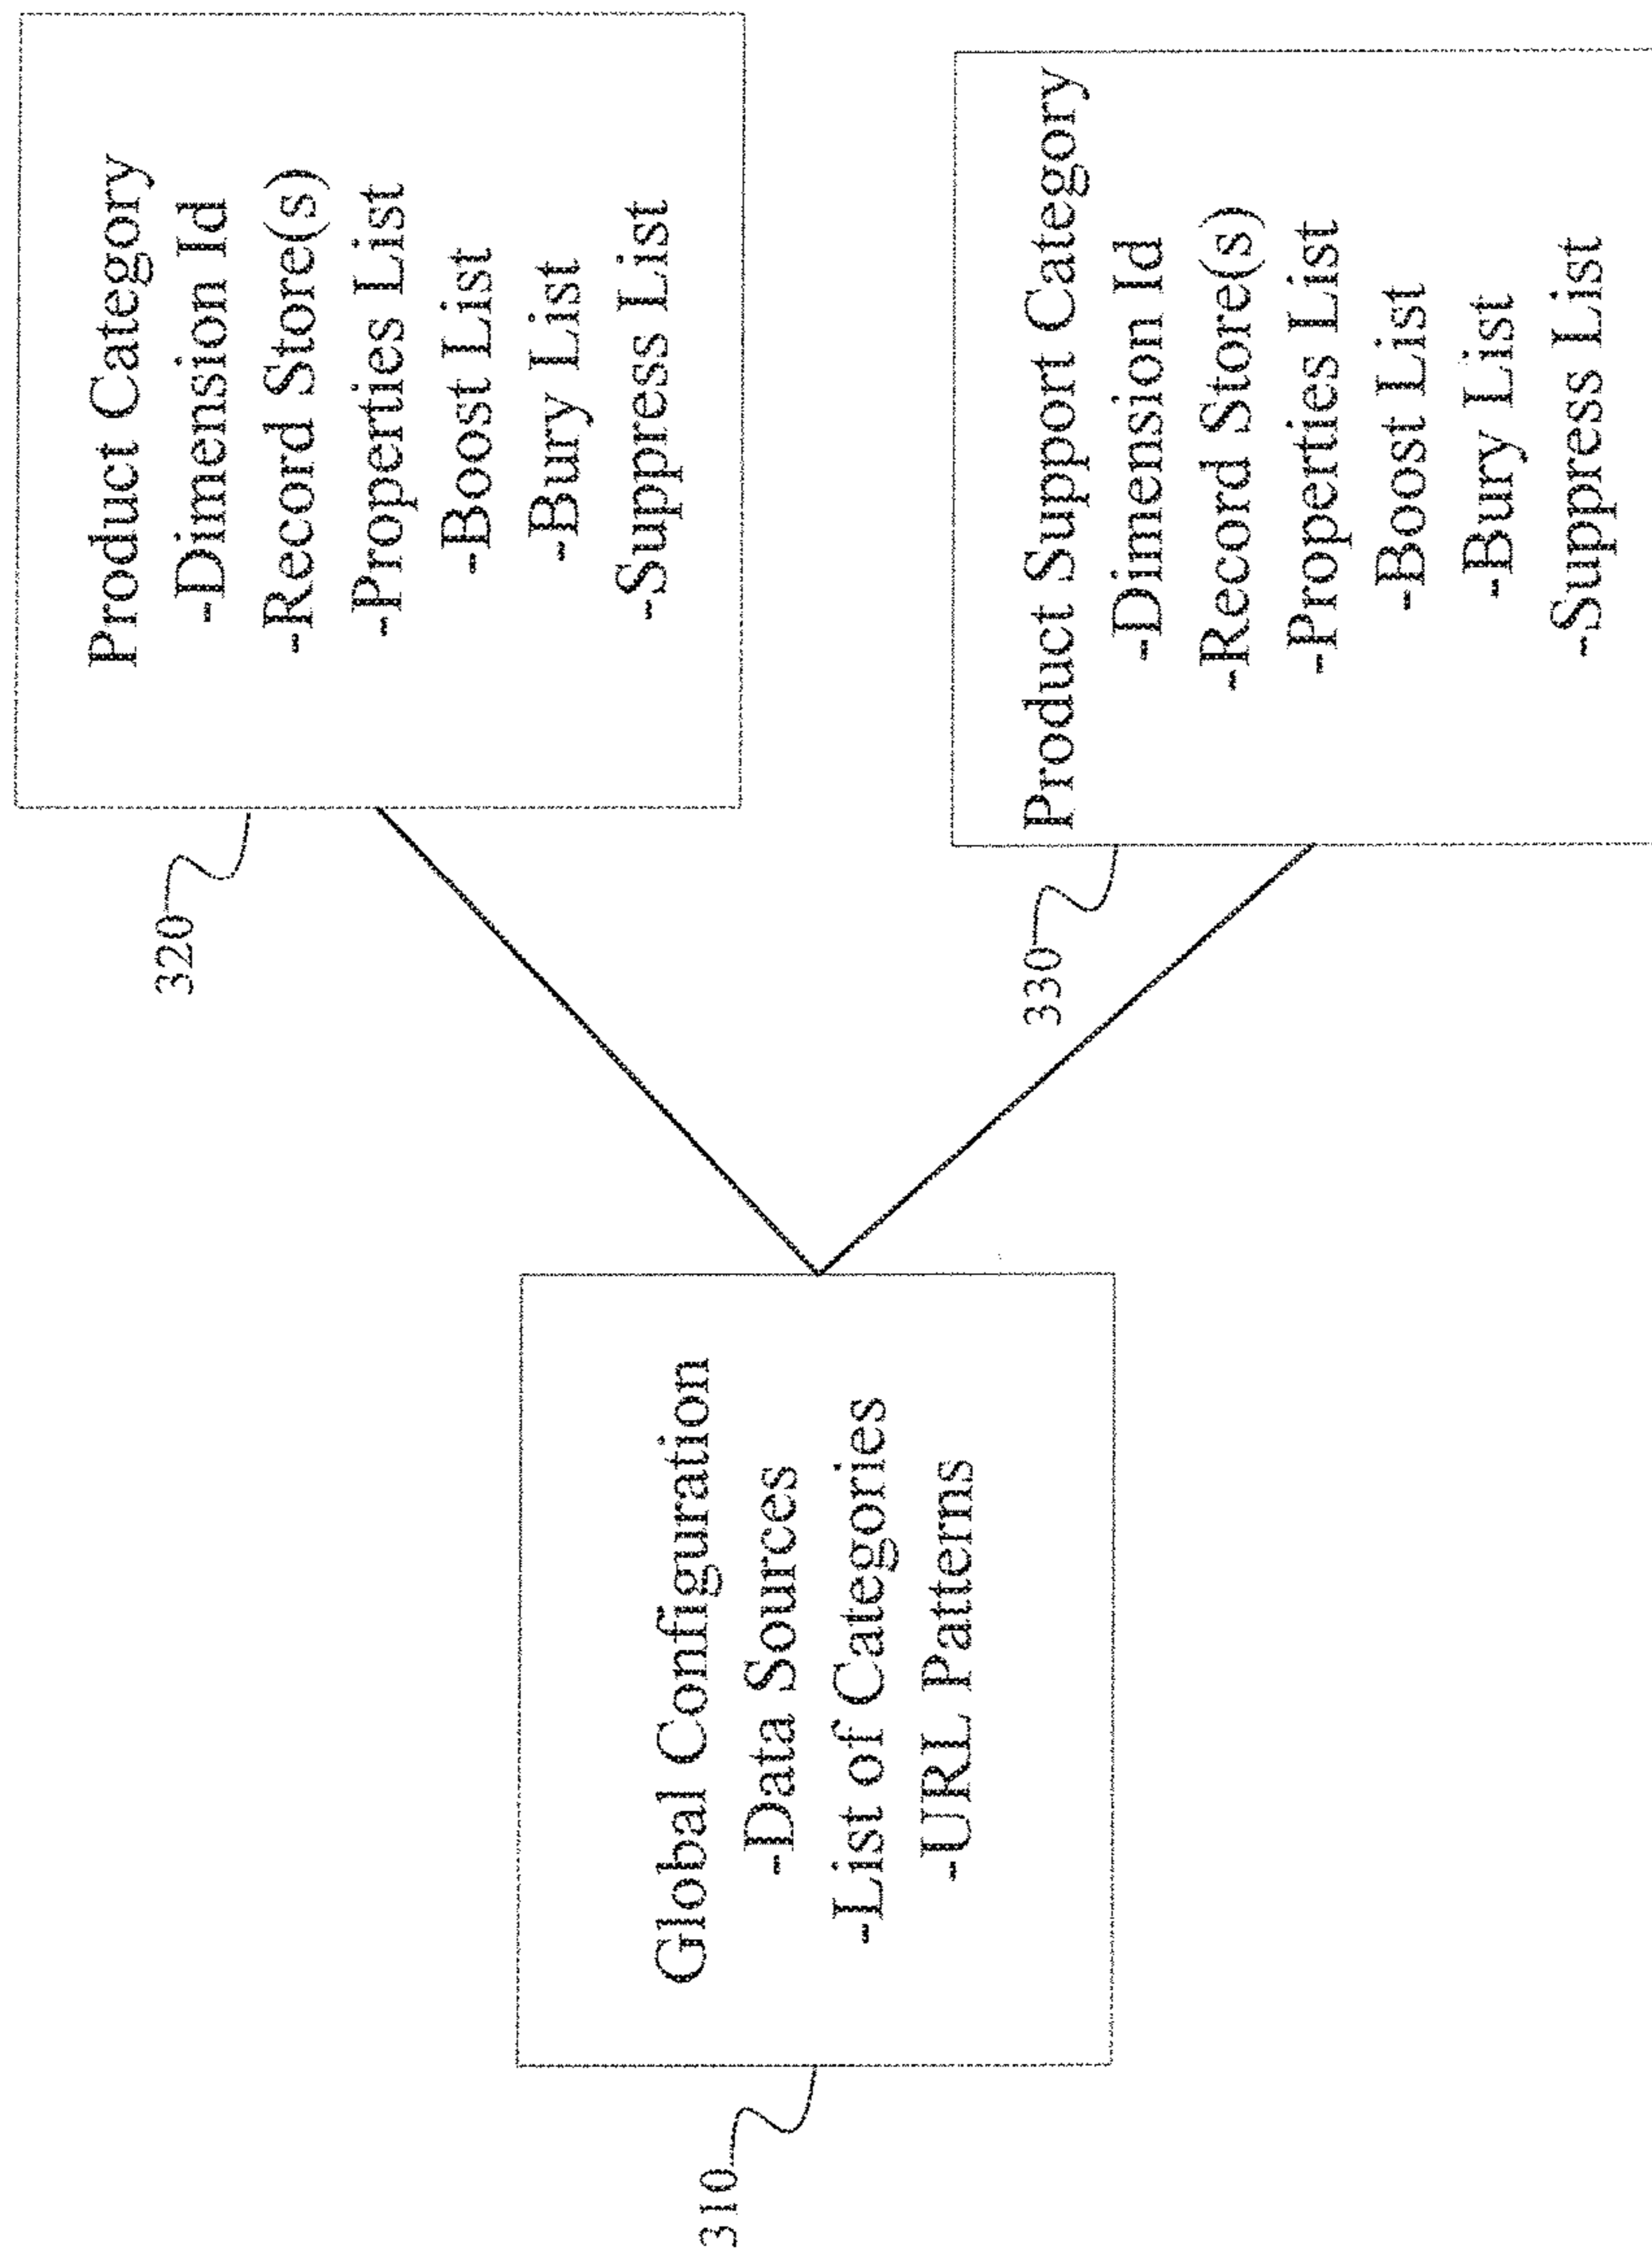 310
Global Configuration
-Data Sources
-List of Categories
-URL Patterns
320
Product Category
-Dimension Id
-Record Store(s)
-Properties List
-Boost List
-Bury List
-Suppress List
330
Product Support Category
-Dimension Id
-Record Store(s)
-Properties List
-Boost List
-Bury List
-Suppress List